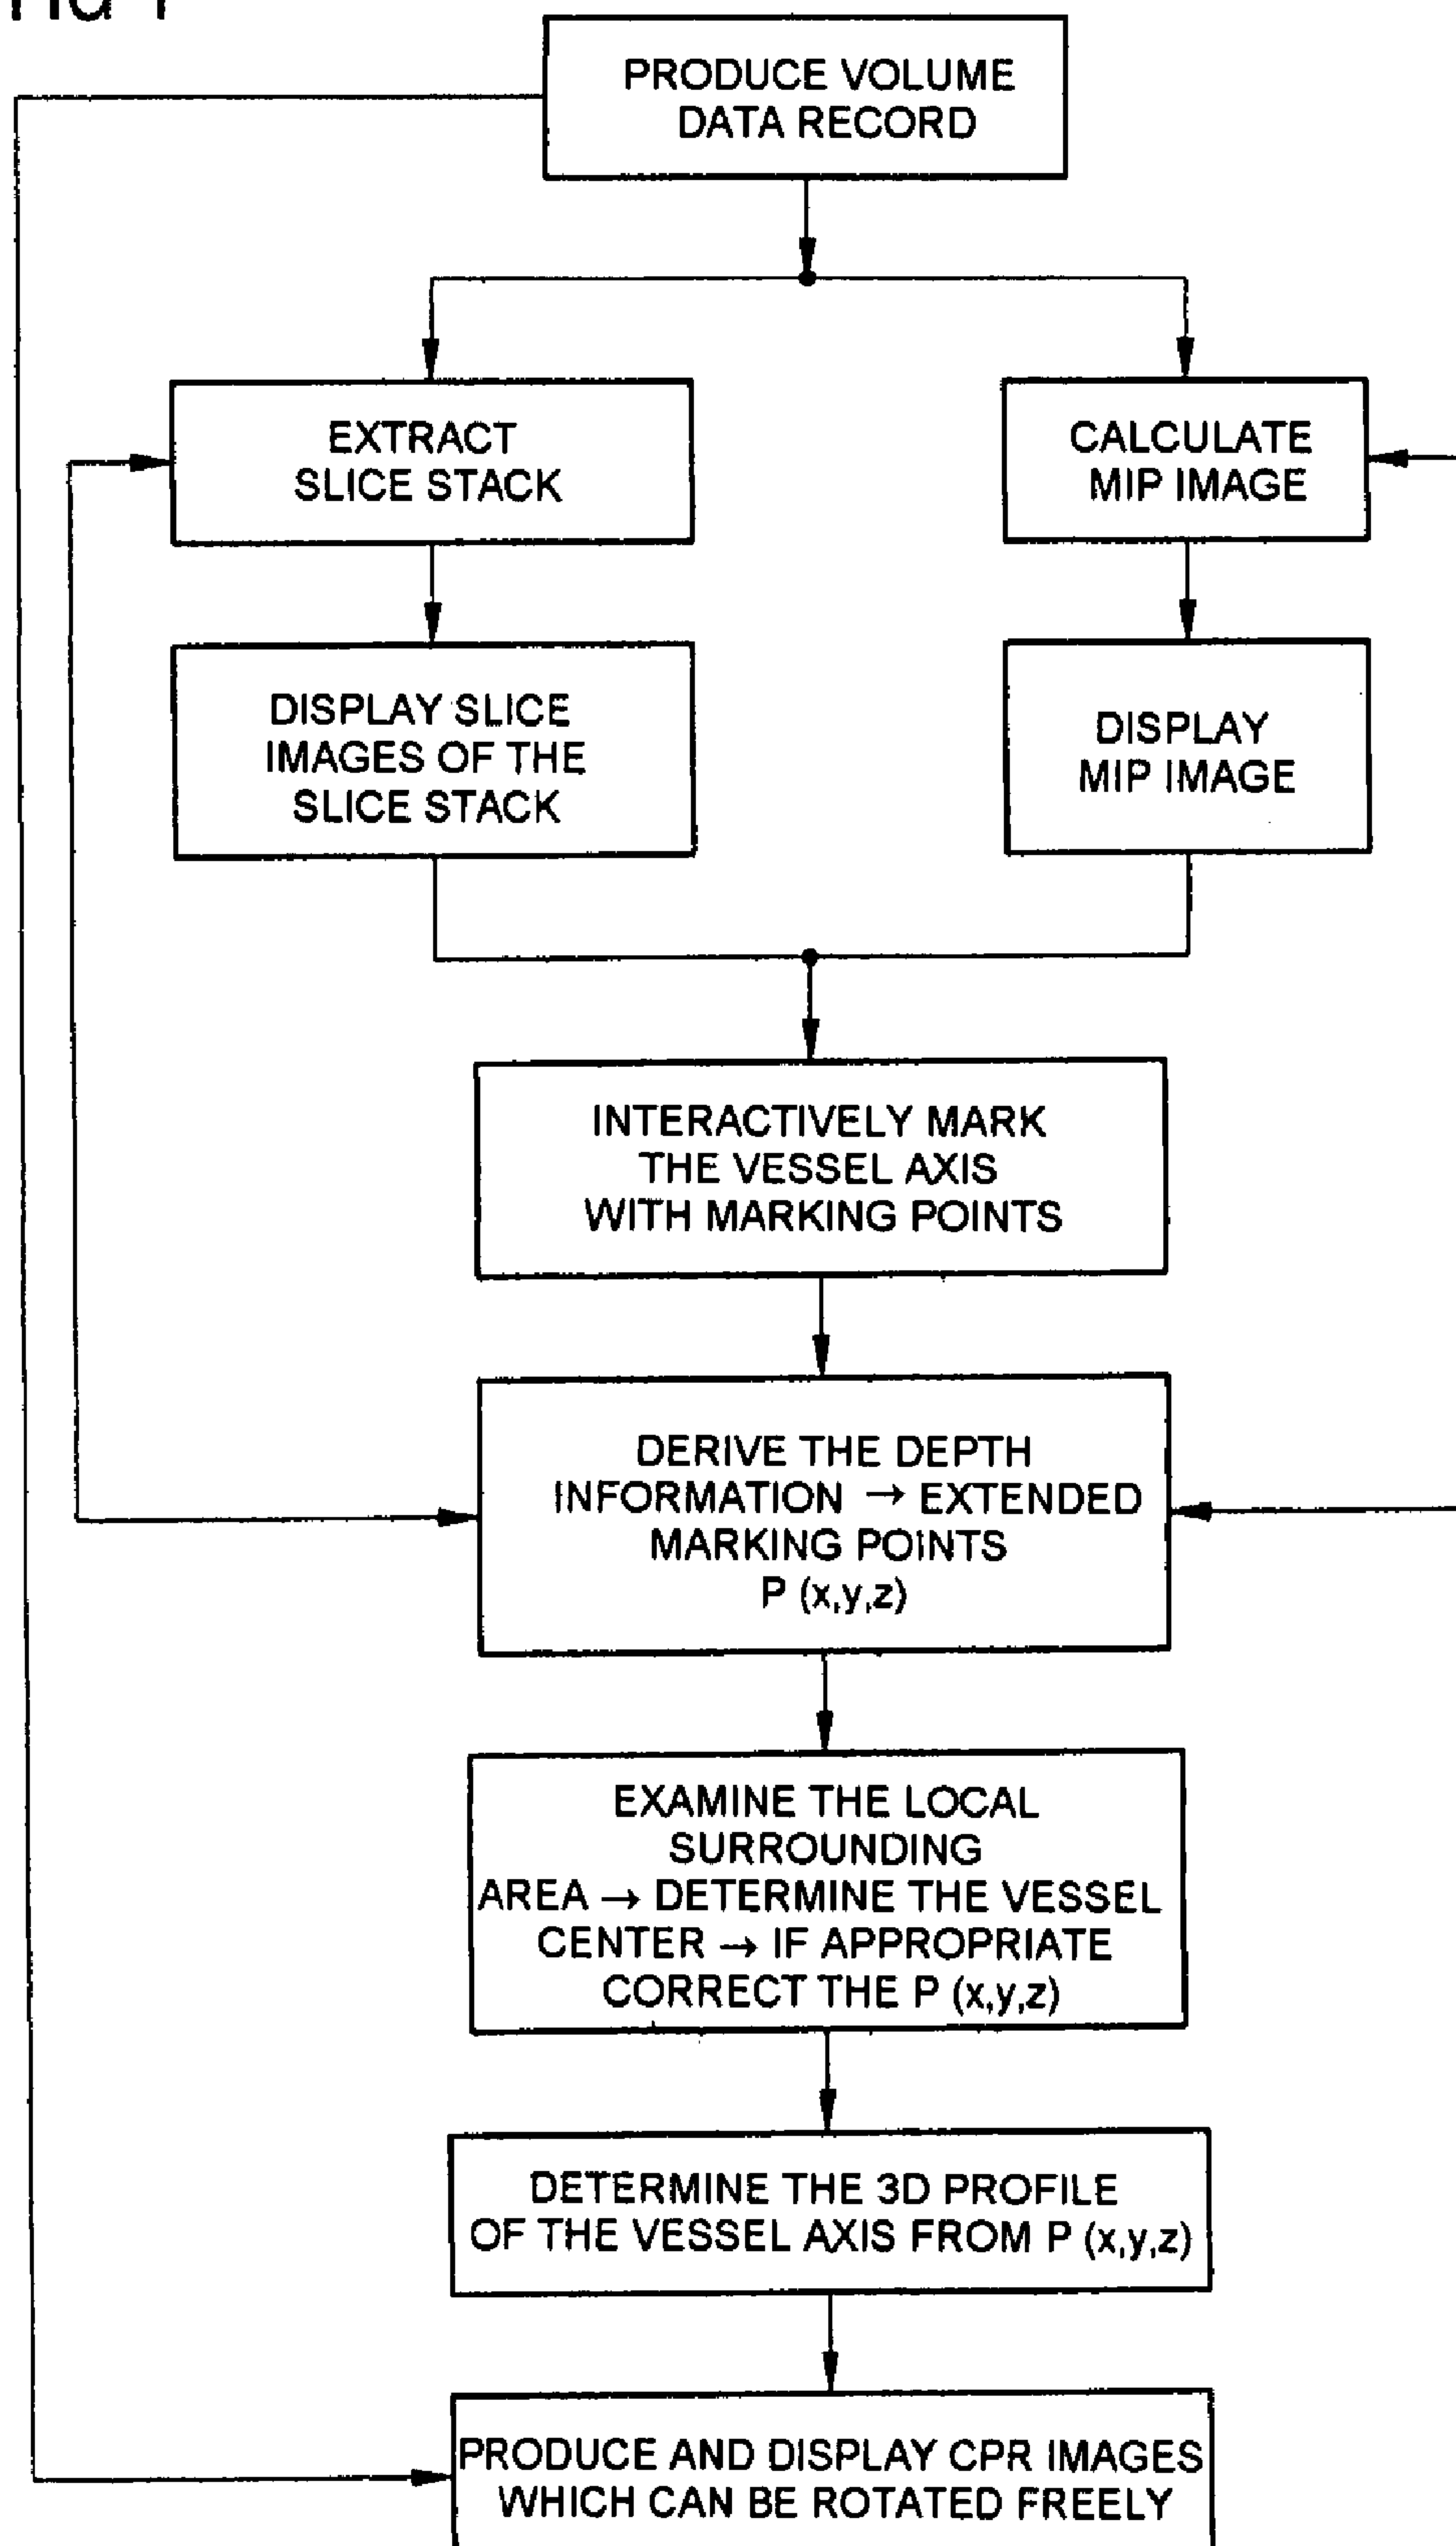 PRODUCE VOLUME
DATA RECORD
EXTRACT
SLICE STACK
CALCULATE
MIP IMAGE
DISPLAY SLICE
IMAGES OF THE
SLICE STACK
DISPLAY
MIP IMAGE
INTERACTIVELY MARK
THE VESSEL AXIS
WITH MARKING POINTS
DERIVE THE DEPTH
INFORMATION → EXTENDED
MARKING POINTS
P (x,y,z)
EXAMINE THE LOCAL
SURROUNDING
AREA → DETERMINE THE VESSEL
CENTER → IF APPROPRIATE
CORRECT THE P (x,y,z)
DETERMINE THE 3D PROFILE
OF THE VESSEL AXIS FROM P (x,y,z)
PRODUCE AND DISPLAY CPR IMAGES
WHICH CAN BE ROTATED FREELY